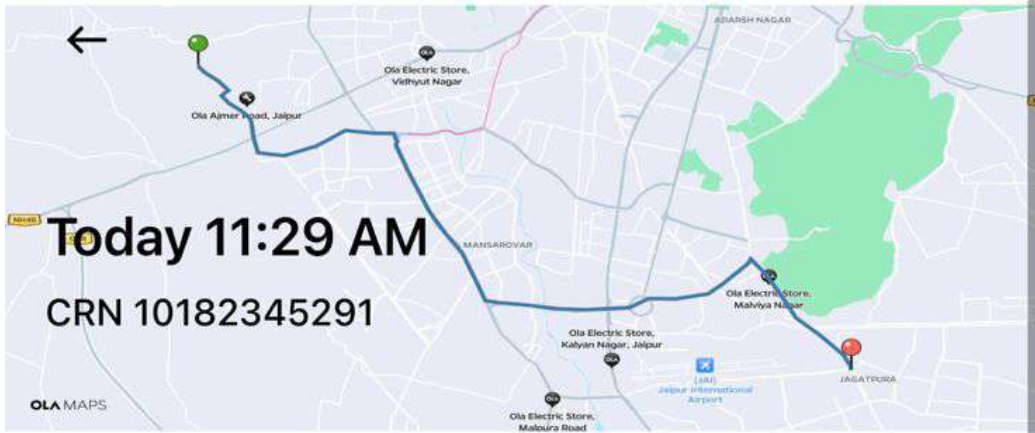 ADARSH NAGAR
Ola Electric Store,
Vidhyut Nagar
Ola Ajmer Road, Jaipur
NH48
Today 11:29 AM
MANSAROVAR
CRN 10182345291
Ola Electric Store,
Malviya Nagar
Ola Electric Store,
Kalyan Nagar, Jaipur
(JAI)
Jaipur International
Airport
JAGATPURA
OLA MAPS
Ola Electric Store,
Malpura Road